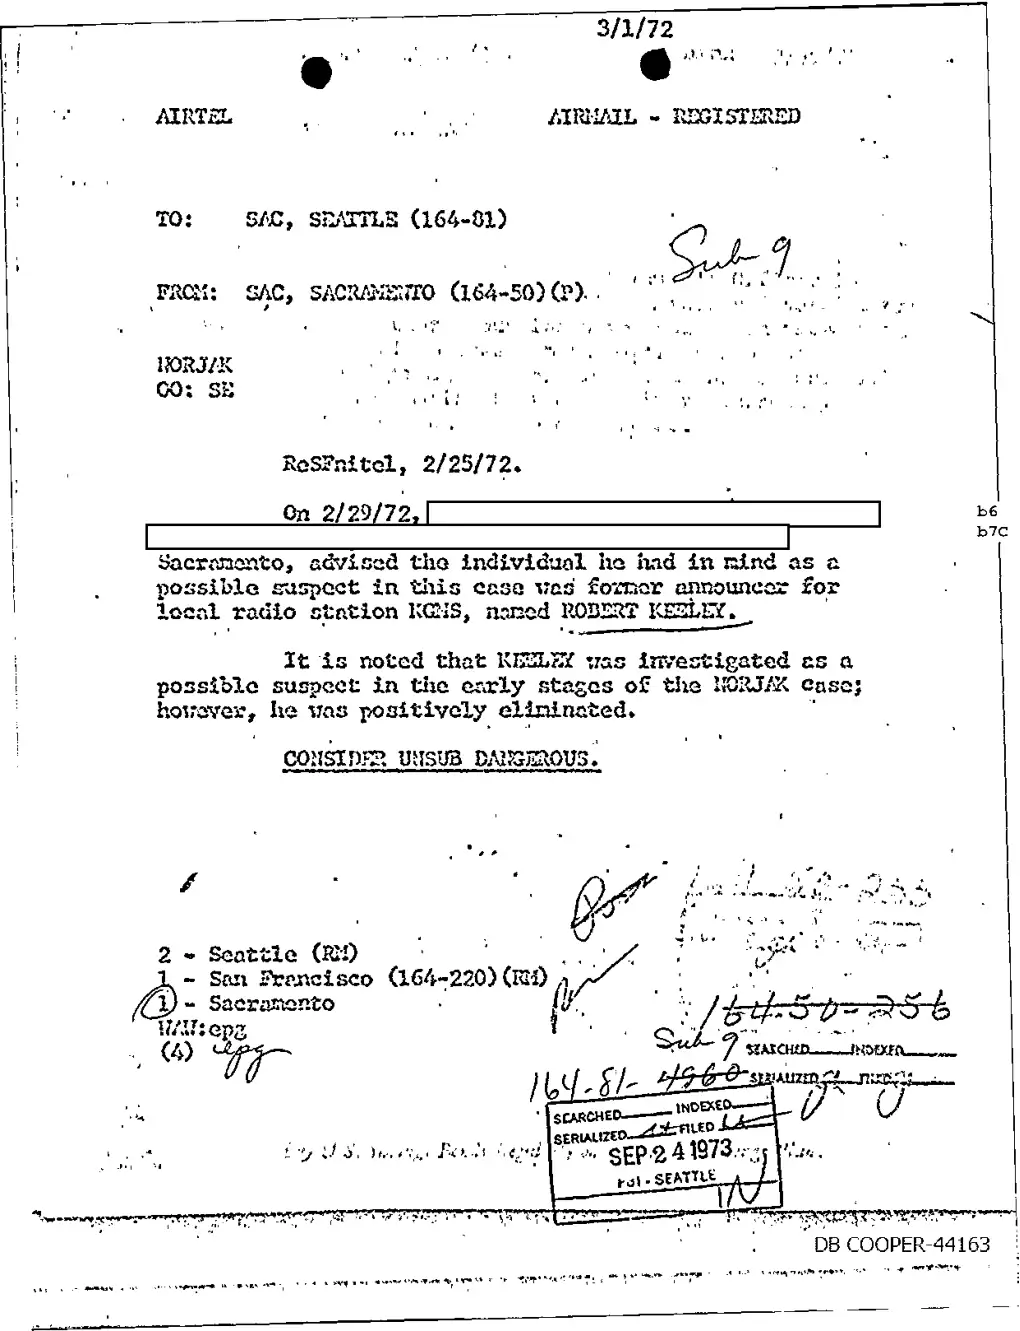 3/1/72
AIRTEL AIRMAIL - REGISTERED
TO: SAC, SEATTLE (164-81)
Sub 9
FROM: SAC, SACRAMENTO (164-50)(P).
NORJAK
OO: SE
ReSFnitel, 2/25/72.
On 2/29/72,
b6
b7C
Sacramento, advised the individual he had in mind as a
possible suspect in this case was former announcer for
local radio station KGMS, named ROBERT KEELEY.
It is noted that KEELEY was investigated as a
possible suspect in the early stages of the NORJAK case;
however, he was positively eliminated.
CONSIDER UNSUB DANGEROUS.
2 - Seattle (RM)
1 - San Francisco (164-220)(RM)
1 - Sacramento
:epg
(4) epg
164-50-256
Sub 9 SEARCHED INDEXED
164-81- 4960 SERIALIZED FILED
SEARCHED INDEXED
SERIALIZED FILED
SEP 24 1973
FBI - SEATTLE
DB COOPER-44163